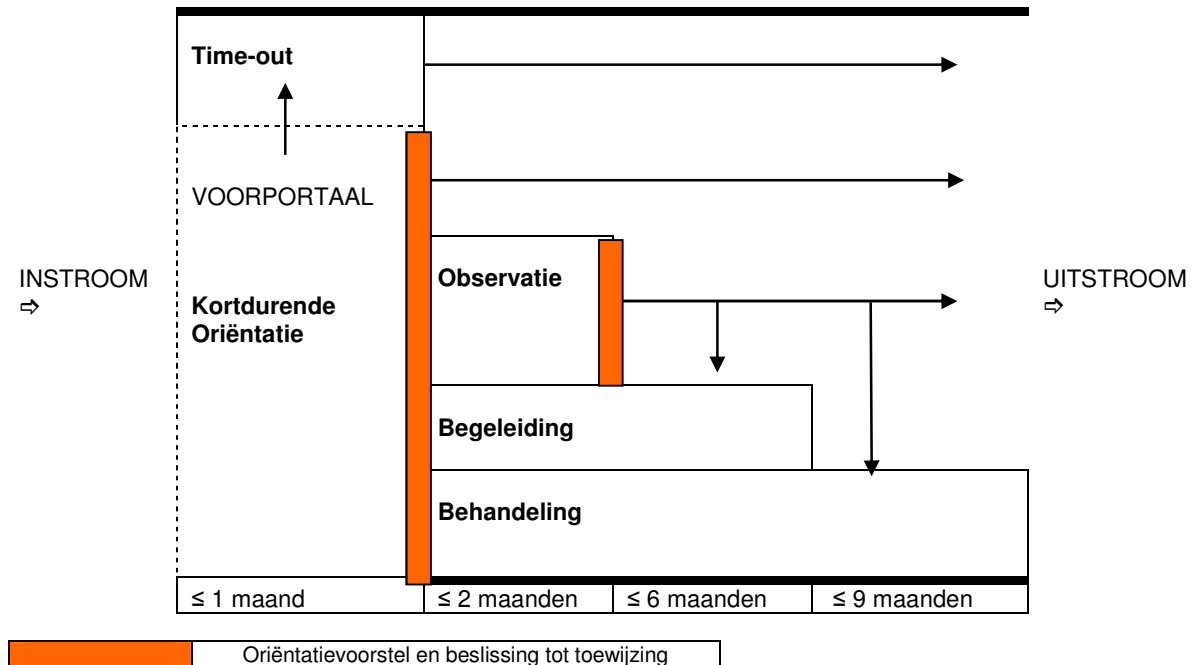 Time-out
VOORPORTAAL
INSTROOM
⇨
Kortdurende
Oriëntatie
Observatie
UITSTROOM
⇨
Begeleiding
Behandeling
≤ 1 maand
≤ 2 maanden
≤ 6 maanden
≤ 9 maanden
Oriëntatievoorstel en beslissing tot toewijzing